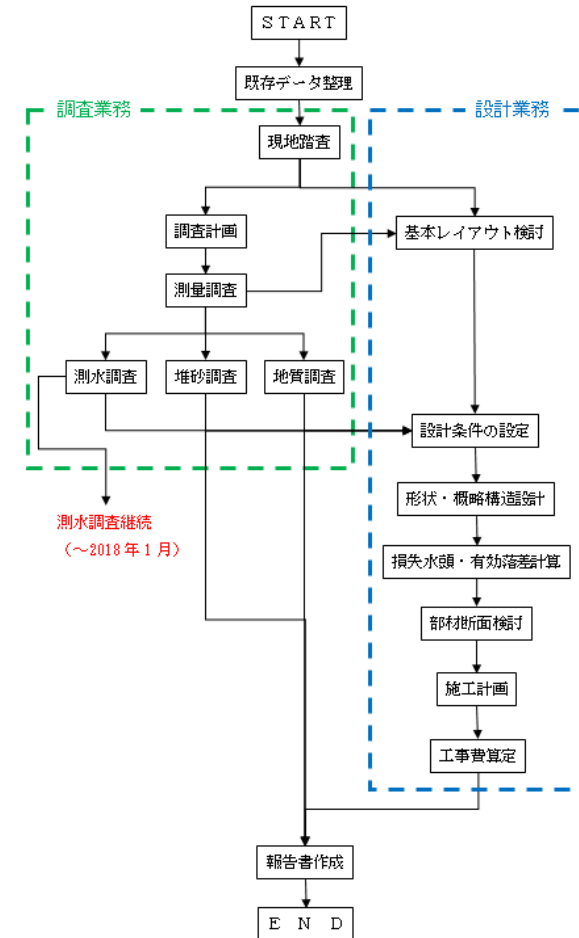 START
既存データ整理
調査業務
設計業務
現地踏査
調査計画
基本レイアウト検討
測量調査
測水調査
堆砂調査
地質調査
設計条件の設定
形状・概略構造設計
測水調査継続
（～2018年1月）
損失水頭・有効落差計算
部材断面検討
施工計画
工事費算定
報告書作成
END